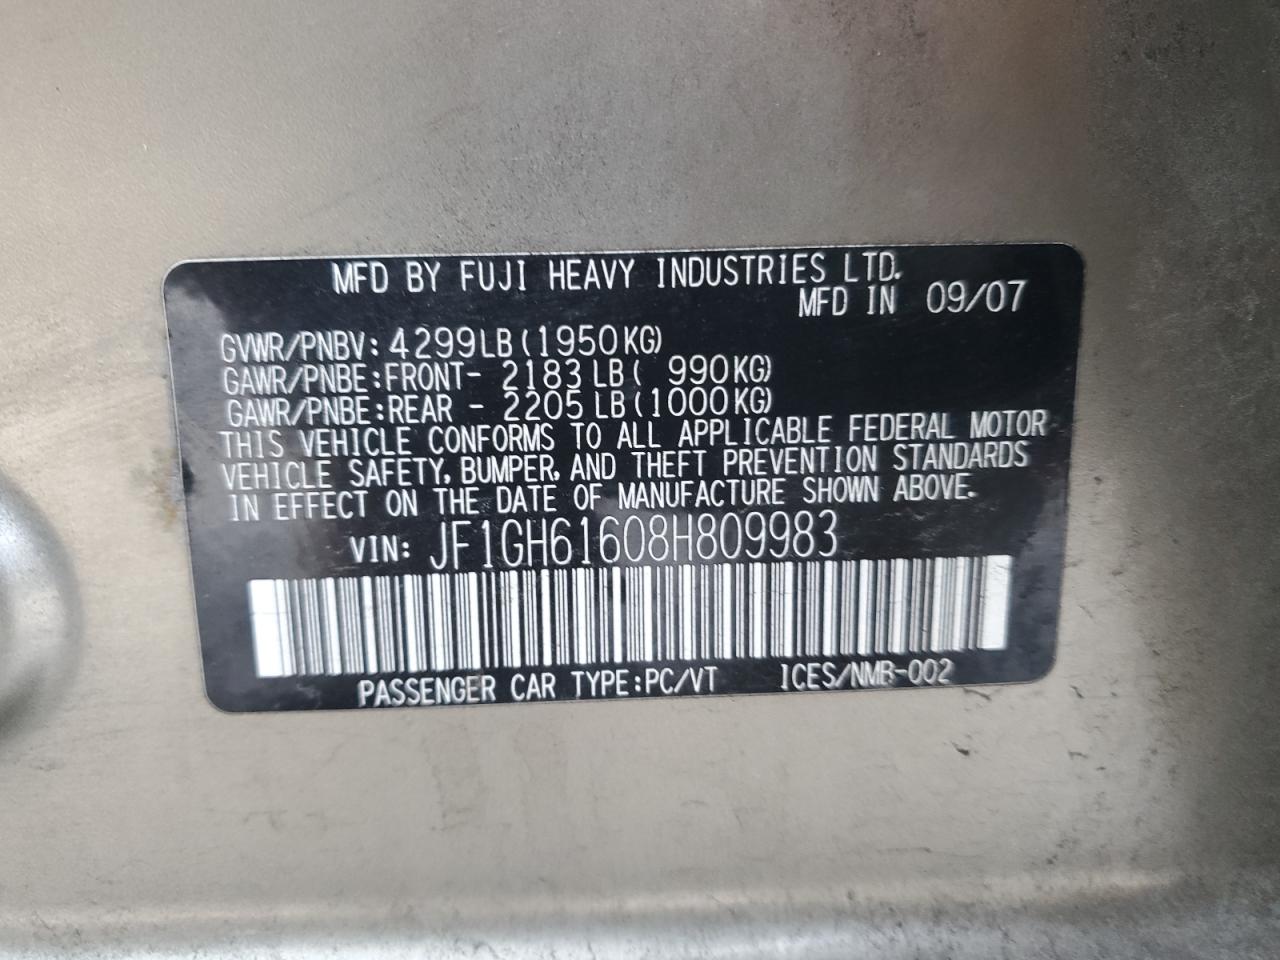 MFD BY FUJI HEAVY INDUSTRIES LTD.
MFD IN 09/07
GVWR/PNBV: 4299LB(1950KG)
GAWR/PNBE:FRONT- 2183LB( 990KG)
GAWR/PNBE:REAR - 2205LB(1000KG)
THIS VEHICLE CONFORMS TO ALL APPLICABLE FEDERAL MOTOR
VEHICLE SAFETY, BUMPER, AND THEFT PREVENTION STANDARDS
IN EFFECT ON THE DATE OF MANUFACTURE SHOWN ABOVE.
VIN: JF1GH61608H809983
PASSENGER CAR TYPE:PC/VT ICES/NMB-002